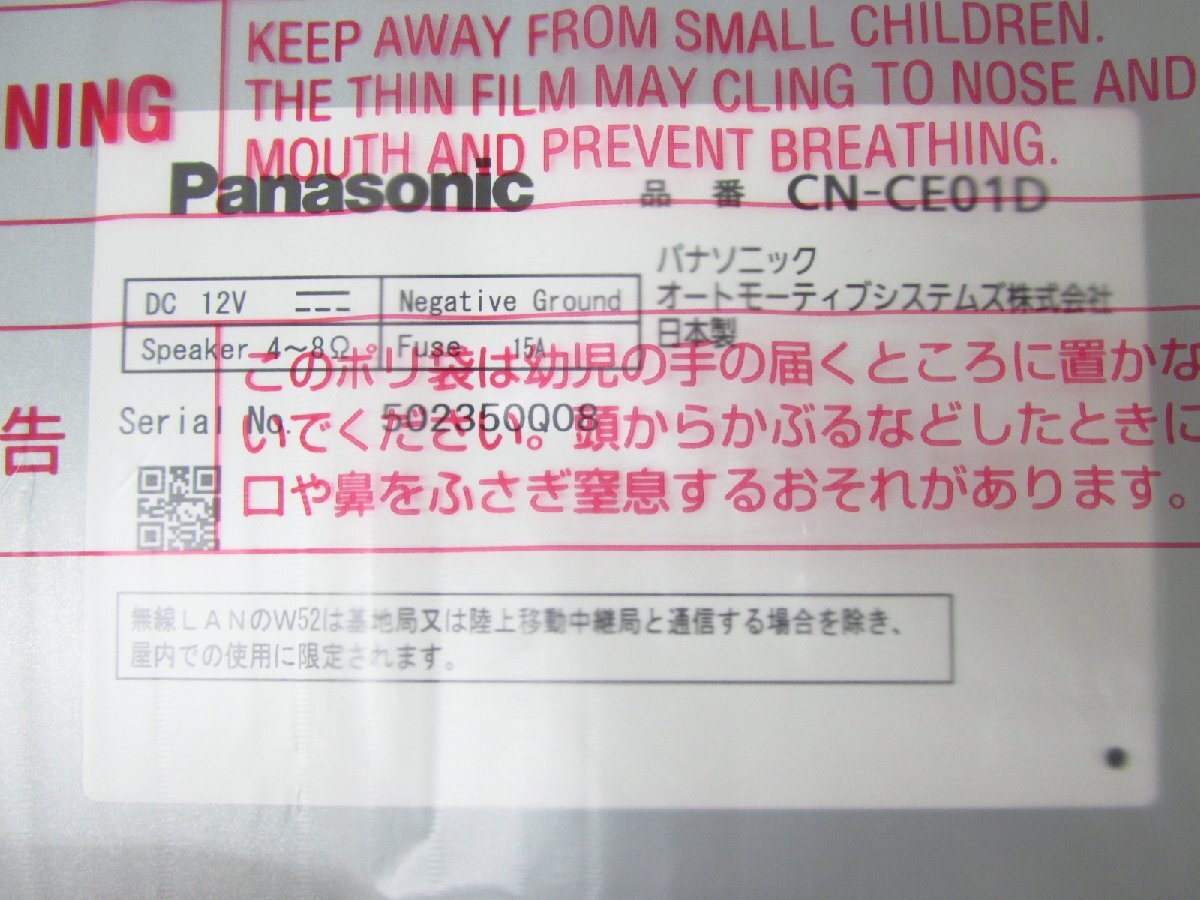 KEEP AWAY FROM SMALL CHILDREN.
THE THIN FILM MAY CLING TO NOSE AND
MOUTH AND PREVENT BREATHING.
NING
Panasonic 品番 CN-CE01D
パナソニック
オートモーティブシステムズ株式会社
日本製
DC 12V Negative Ground
Speaker 4～8Ω Fuse 15A
Serial No. 502350Q08
告
このポリ袋は幼児の手の届くところに置かな
いでください。頭からかぶるなどしたときに
口や鼻をふさぎ窒息するおそれがあります。
無線ＬＡＮのW52は基地局又は陸上移動中継局と通信する場合を除き、
屋内での使用に限定されます。